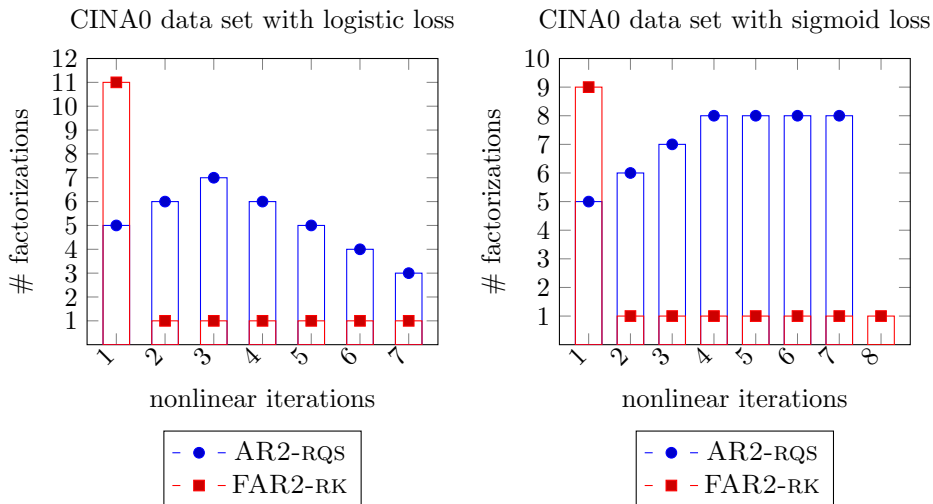 CINA0 data set with logistic loss
12
11
10
9
8
7
6
5
4
3
2
1
# factorizations
1 2 3 4 5 6 7
nonlinear iterations
AR2-RQS
FAR2-RK
CINA0 data set with sigmoid loss
10
9
8
7
6
5
4
3
2
1
# factorizations
1 2 3 4 5 6 7 8
nonlinear iterations
AR2-RQS
FAR2-RK